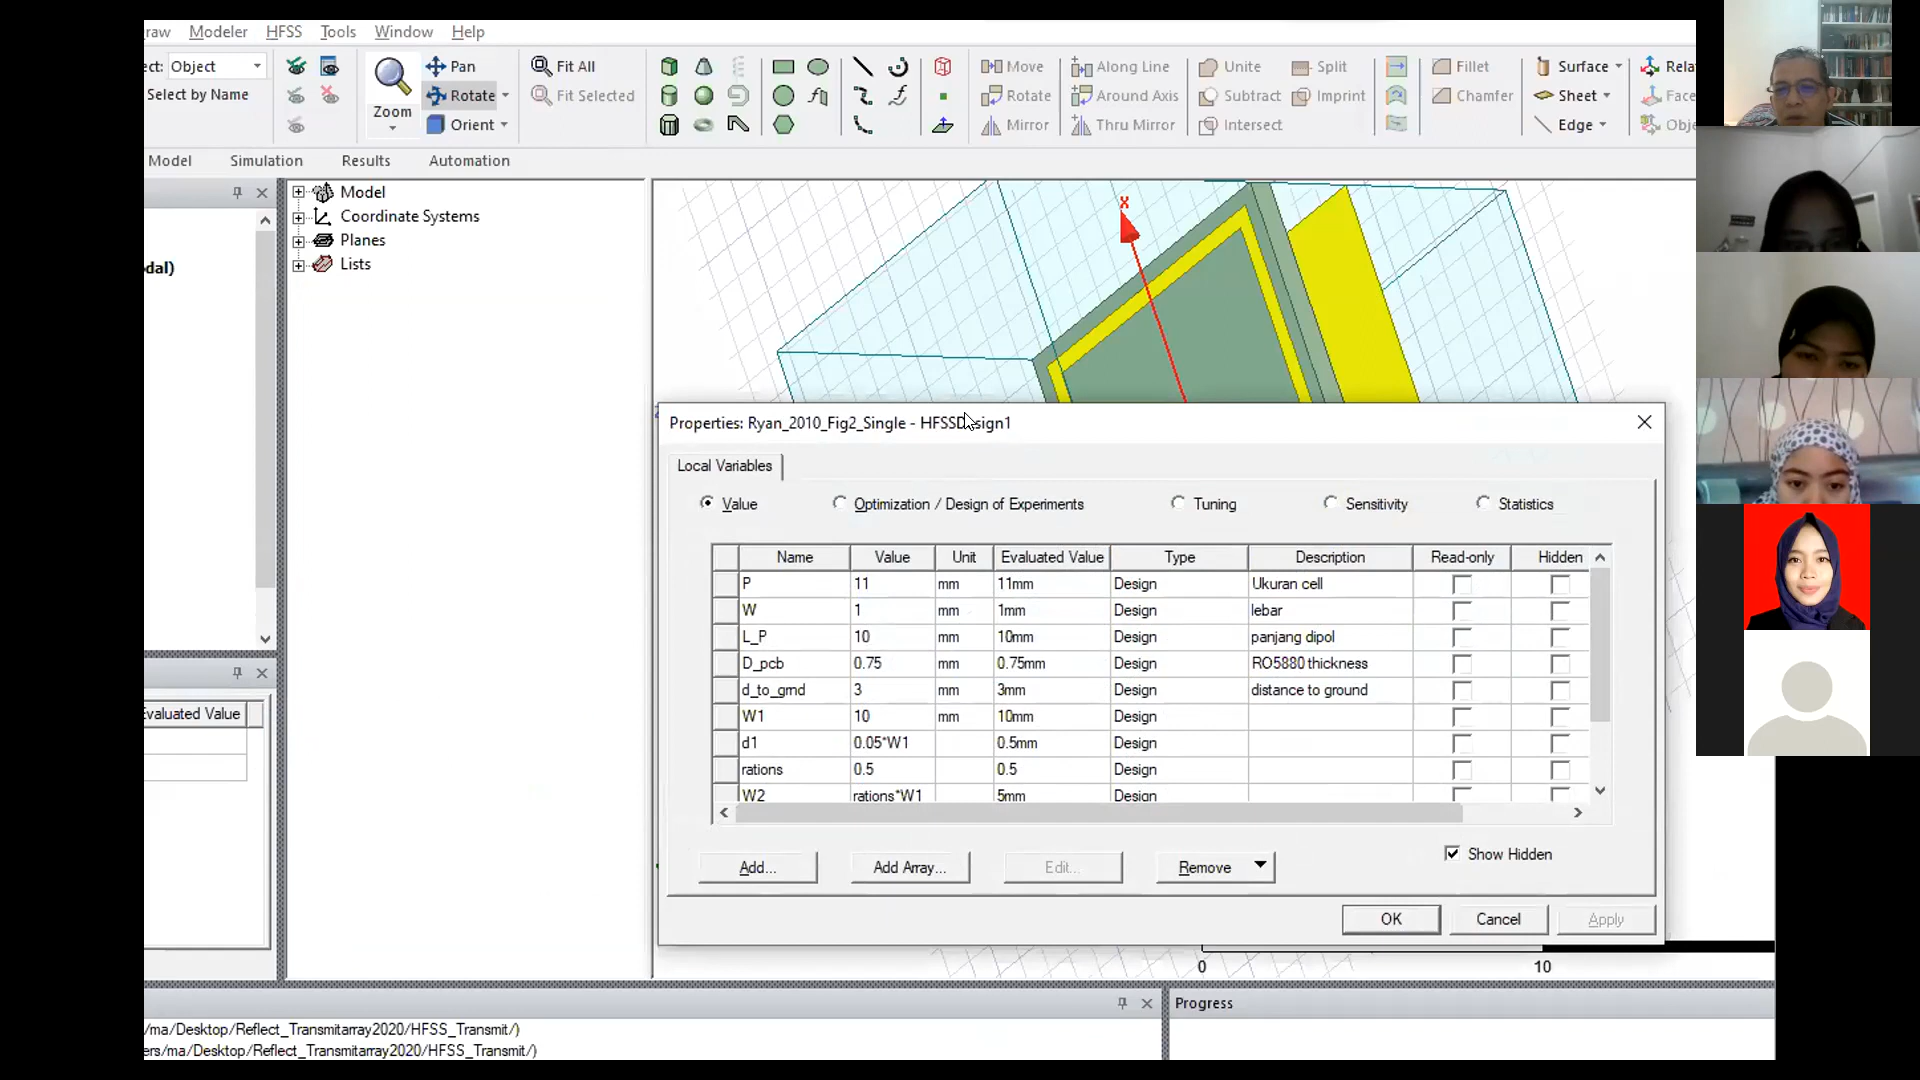 raw Modeler HFSS Tools Window Help
ect: Object
Select by Name
Zoom
Pan
Rotate
Orient
Fit All
Fit Selected
Move Along Line Unite Split Fillet Surface Rela
Rotate Around Axis Subtract Imprint Chamfer Sheet Face
Mirror Thru Mirror Intersect Edge Obje
Model Simulation Results Automation
Model
Coordinate Systems
Planes
Lists
dal)
X
Properties: Ryan_2010_Fig2_Single - HFSSDesign1
Local Variables
Value Optimization / Design of Experiments Tuning Sensitivity Statistics
Name Value Unit Evaluated Value Type Description Read-only Hidden
P 11 mm 11mm Design Ukuran cell
W 1 mm 1mm Design lebar
L_P 10 mm 10mm Design panjang dipol
D_pcb 0.75 mm 0.75mm Design RO5880 thickness
d_to_grnd 3 mm 3mm Design distance to ground
W1 10 mm 10mm Design
d1 0.05*W1 0.5mm Design
rations 0.5 0.5 Design
W2 rations*W1 5mm Design
Show Hidden
Add... Add Array... Edit... Remove
OK Cancel Apply
Evaluated Value
0 10
Progress
/ma/Desktop/Reflect_Transmitarray2020/HFSS_Transmit/)
ers/ma/Desktop/Reflect_Transmitarray2020/HFSS_Transmit/)